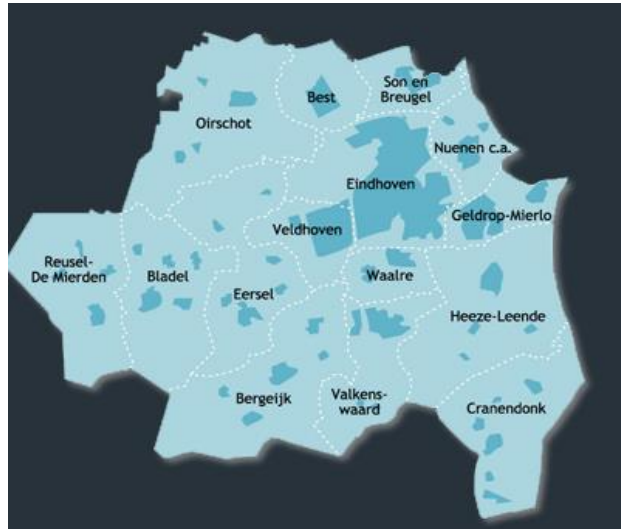 Son en
Breugel
Best
Oirschot
Nuenen c.a.
Eindhoven
Geldrop-Mierlo
Veldhoven
Reusel-
De Mierden
Bladel
Waalre
Eersel
Heeze-Leende
Bergeijk
Valkens-
waard
Cranendonk